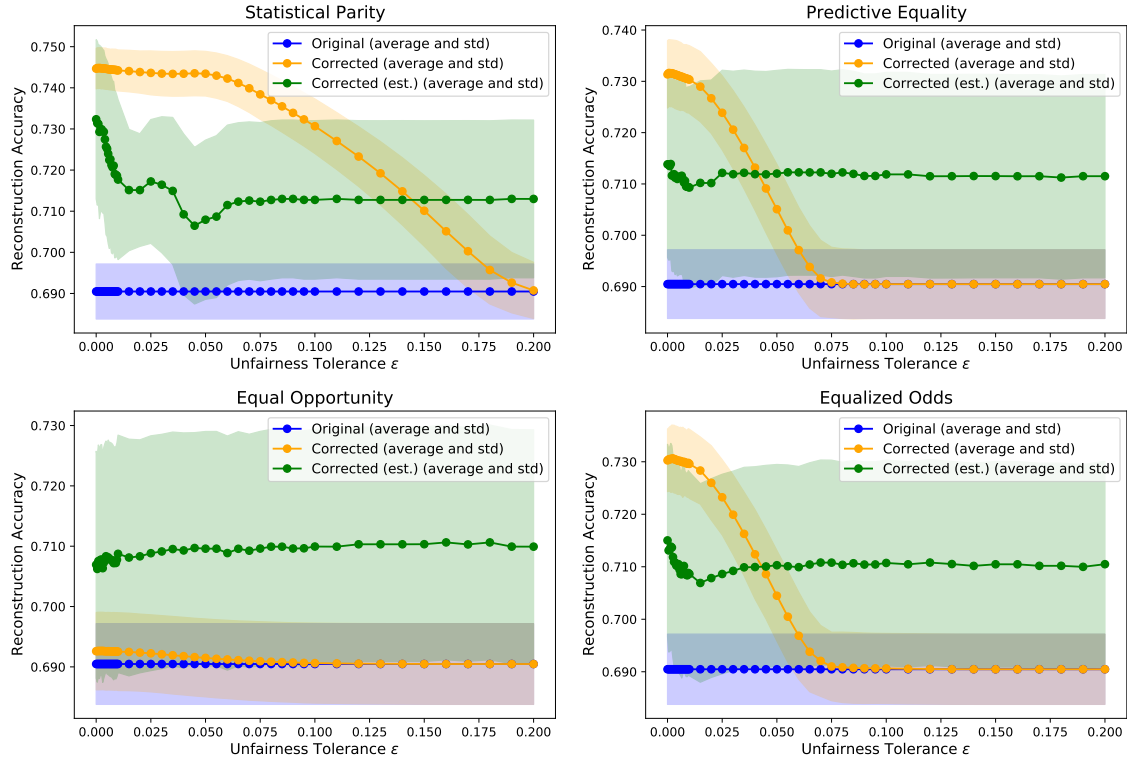 Statistical Parity
Reconstruction Accuracy
0.750
0.740
0.730
0.720
0.710
0.700
0.690
Original (average and std)
Corrected (average and std)
Corrected (est.) (average and std)
0.000 0.025 0.050 0.075 0.100 0.125 0.150 0.175 0.200
Unfairness Tolerance ε
Predictive Equality
Reconstruction Accuracy
0.740
0.730
0.720
0.710
0.700
0.690
Original (average and std)
Corrected (average and std)
Corrected (est.) (average and std)
0.000 0.025 0.050 0.075 0.100 0.125 0.150 0.175 0.200
Unfairness Tolerance ε
Equal Opportunity
Reconstruction Accuracy
0.730
0.720
0.710
0.700
0.690
Original (average and std)
Corrected (average and std)
Corrected (est.) (average and std)
0.000 0.025 0.050 0.075 0.100 0.125 0.150 0.175 0.200
Unfairness Tolerance ε
Equalized Odds
Reconstruction Accuracy
0.730
0.720
0.710
0.700
0.690
Original (average and std)
Corrected (average and std)
Corrected (est.) (average and std)
0.000 0.025 0.050 0.075 0.100 0.125 0.150 0.175 0.200
Unfairness Tolerance ε